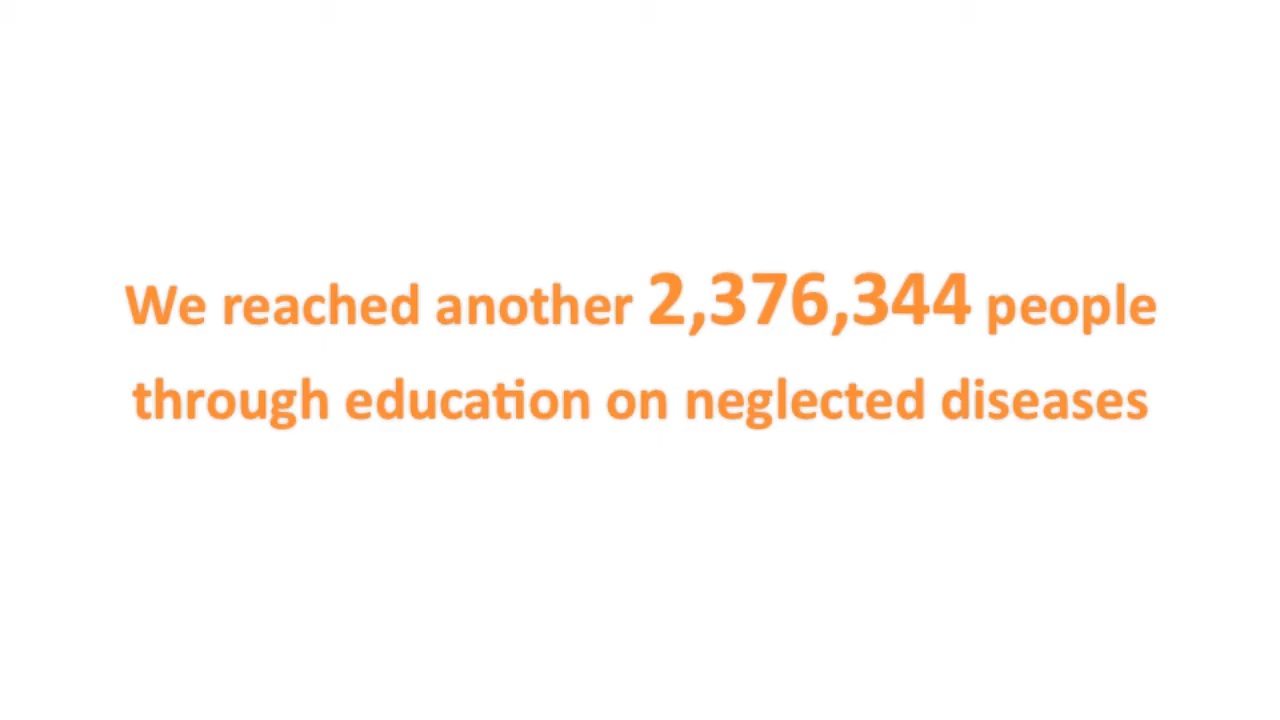 We reached another 2,376,344 people
through education on neglected diseases